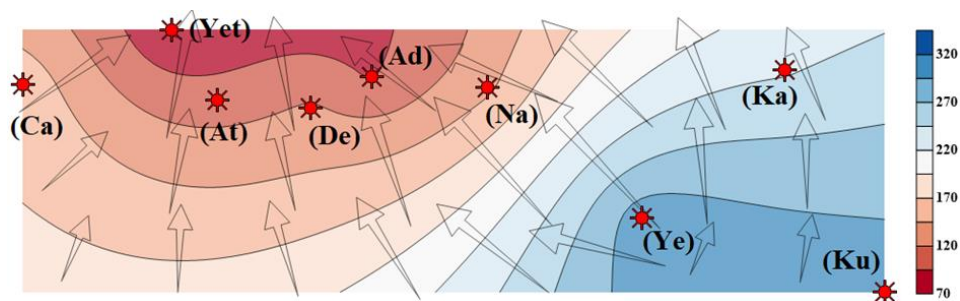 (Yet)
(Ad)
(Ca)
(At)
(De)
(Na)
(Ka)
(Ye)
(Ku)
320
270
220
170
120
70